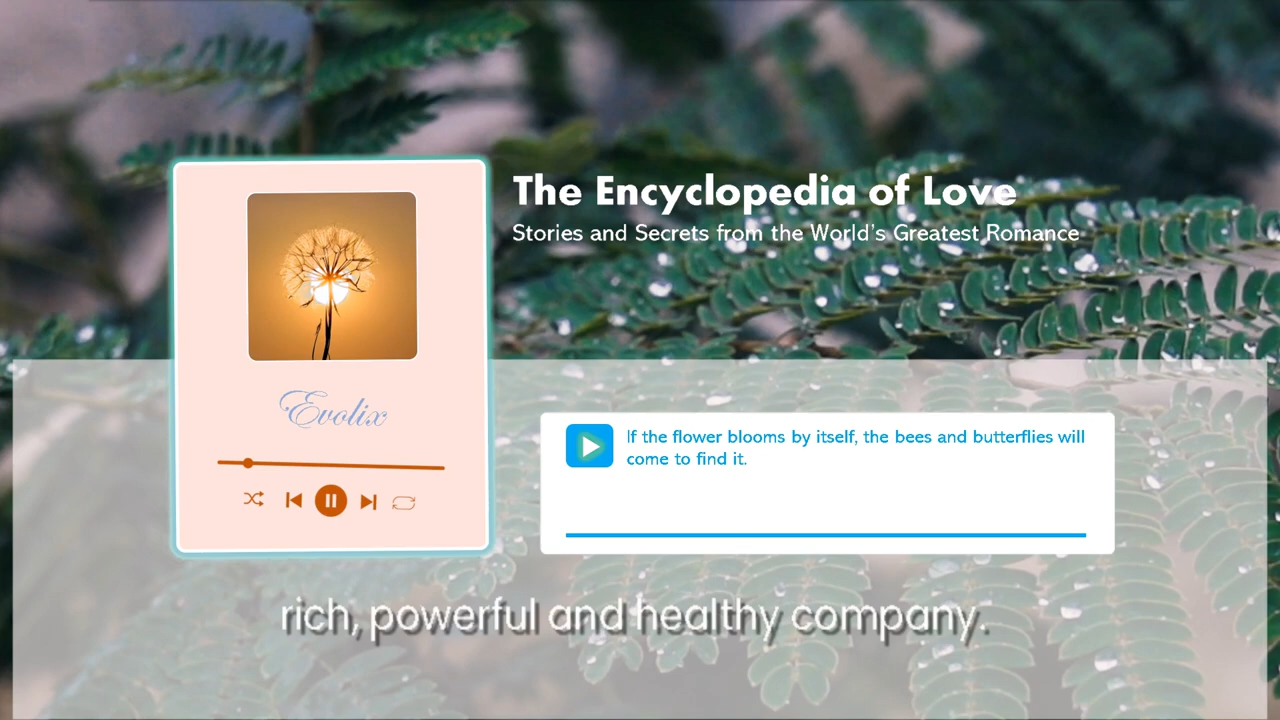 The Encyclopedia of Love
Stories and Secrets from the World's Greatest Romance
Evolix
If the flower blooms by itself, the bees and butterflies will
come to find it.
rich, powerful and healthy company.